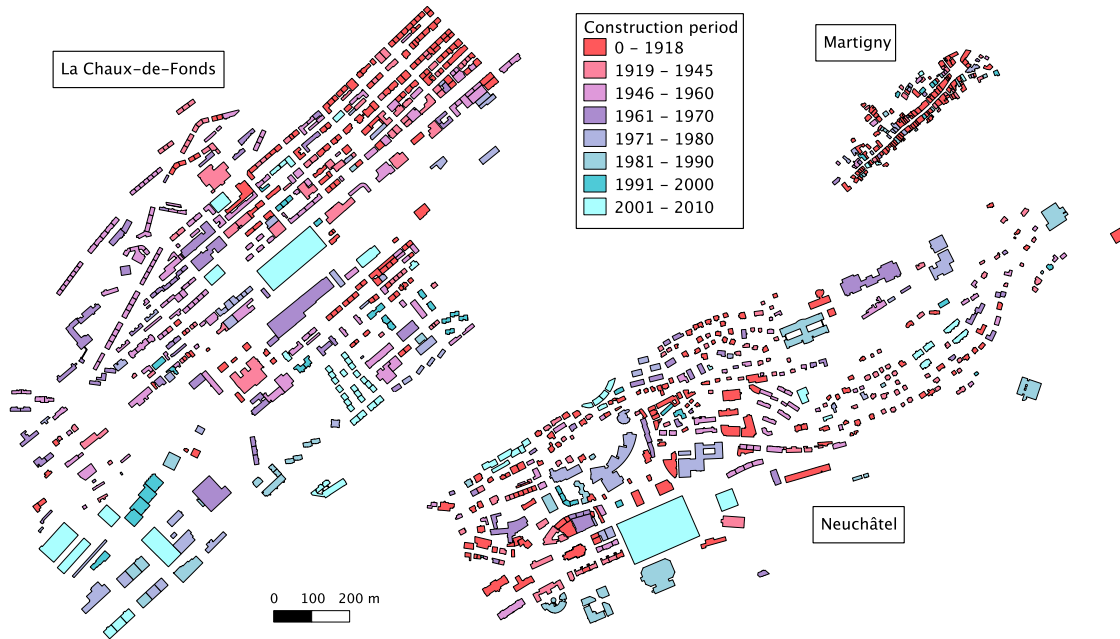 La Chaux-de-Fonds
Construction period
0 – 1918
1919 – 1945
1946 – 1960
1961 – 1970
1971 – 1980
1981 – 1990
1991 – 2000
2001 – 2010
Martigny
Neuchâtel
0 100 200 m